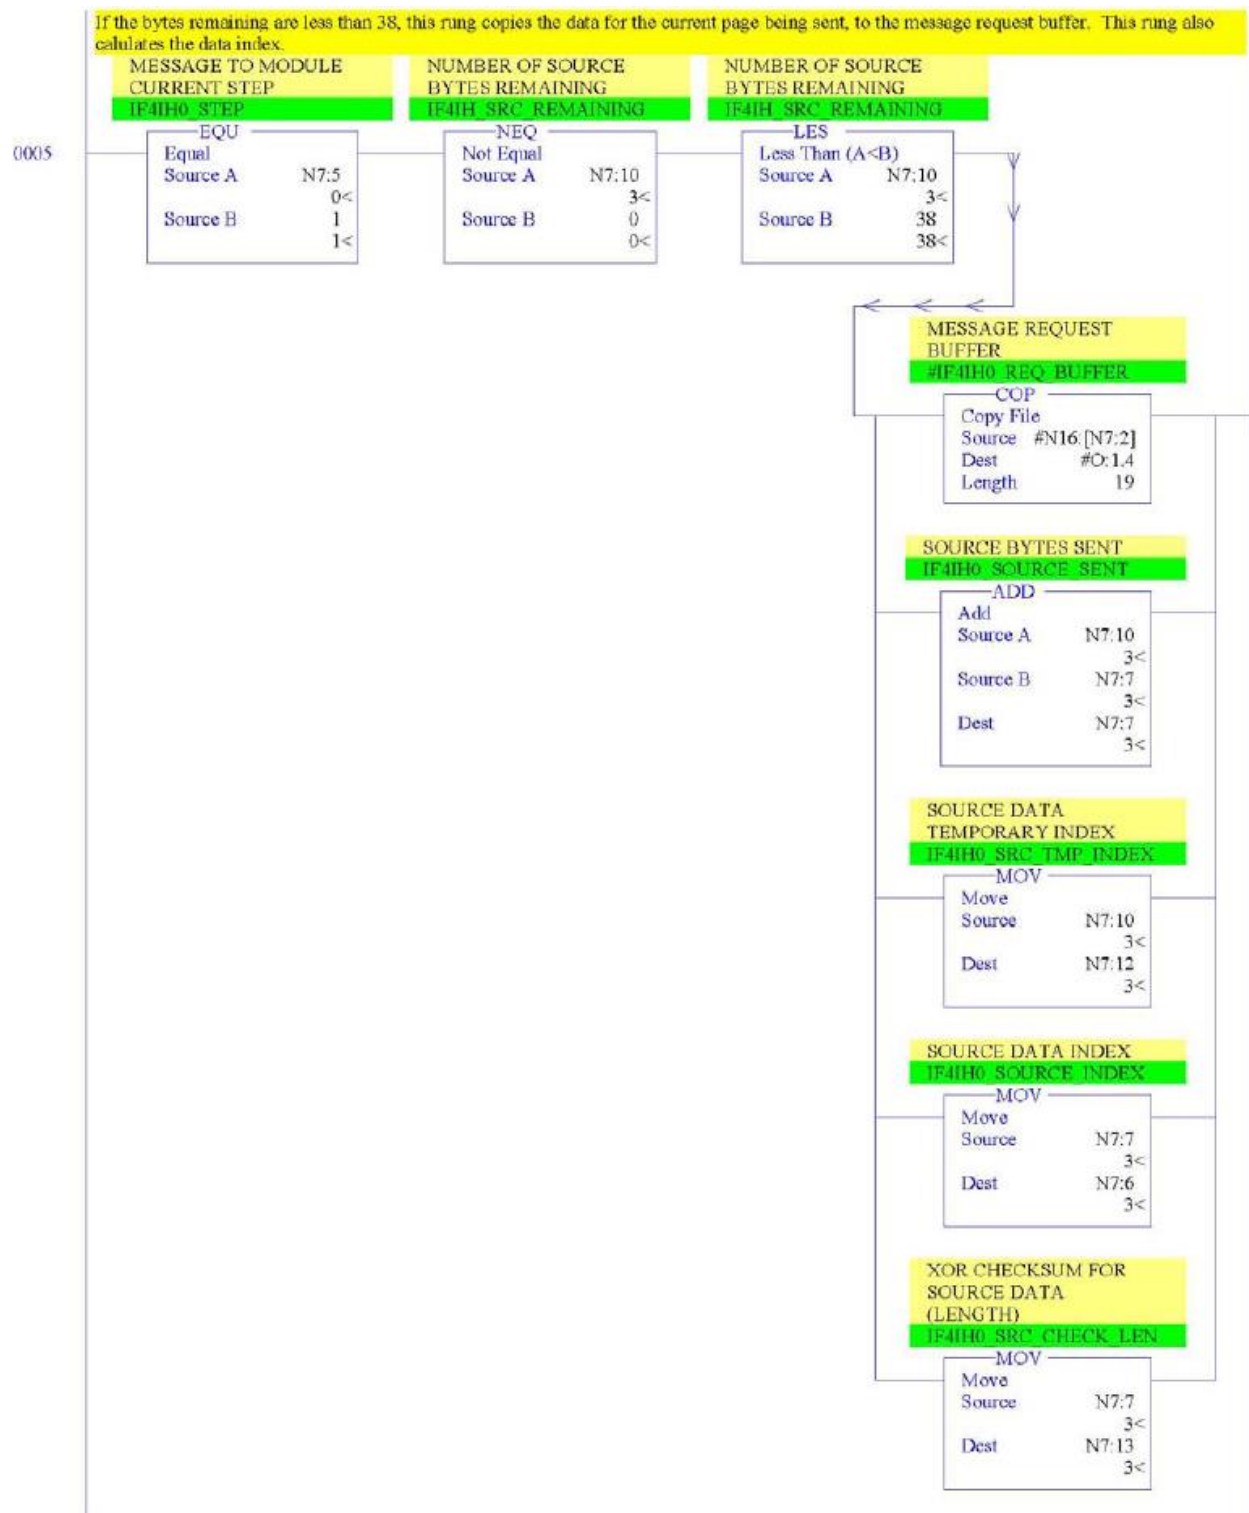 If the bytes remaining are less than 38, this rung copies the data for the current page being sent, to the message request buffer. This rung also
calulates the data index.
MESSAGE TO MODULE
CURRENT STEP
IF4IH0_STEP
EQU
Equal
Source A N7:5
0<
Source B 1
1<
NUMBER OF SOURCE
BYTES REMAINING
IF4IH_SRC_REMAINING
NEQ
Not Equal
Source A N7:10
3<
Source B 0
0<
NUMBER OF SOURCE
BYTES REMAINING
IF4IH_SRC_REMAINING
LES
Less Than (A<B)
Source A N7:10
3<
Source B 38
38<
0005
MESSAGE REQUEST
BUFFER
#IF4IH0_REQ_BUFFER
COP
Copy File
Source #N16:[N7:2]
Dest #O:1.4
Length 19
SOURCE BYTES SENT
IF4IH0_SOURCE_SENT
ADD
Add
Source A N7:10
3<
Source B N7:7
3<
Dest N7:7
3<
SOURCE DATA
TEMPORARY INDEX
IF4IH0_SRC_TMP_INDEX
MOV
Move
Source N7:10
3<
Dest N7:12
3<
SOURCE DATA INDEX
IF4IH0_SOURCE_INDEX
MOV
Move
Source N7:7
3<
Dest N7:6
3<
XOR CHECKSUM FOR
SOURCE DATA
(LENGTH)
IF4IH0_SRC_CHECK_LEN
MOV
Move
Source N7:7
3<
Dest N7:13
3<